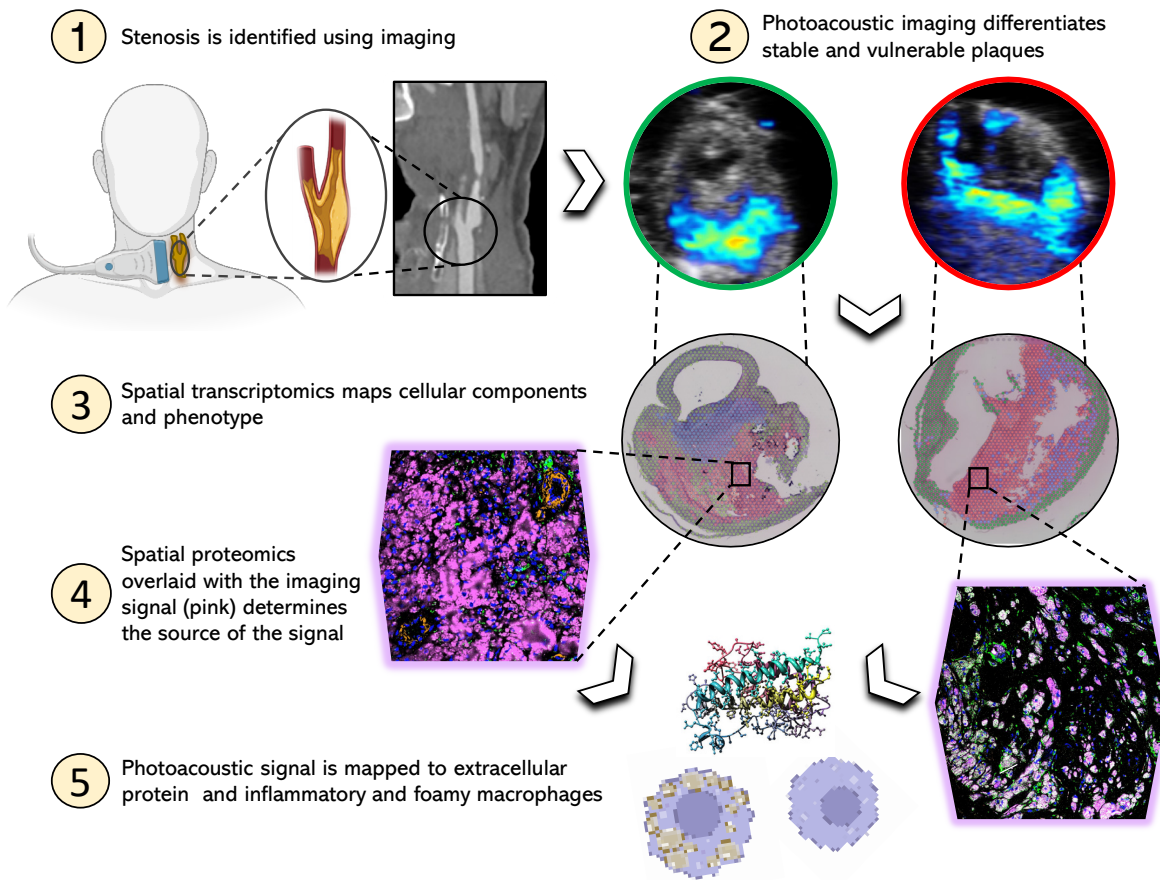 1
Stenosis is identified using imaging
2
Photoacoustic imaging differentiates
stable and vulnerable plaques
3
Spatial transcriptomics maps cellular components
and phenotype
4
Spatial proteomics
overlaid with the imaging
signal (pink) determines
the source of the signal
5
Photoacoustic signal is mapped to extracellular
protein  and inflammatory and foamy macrophages